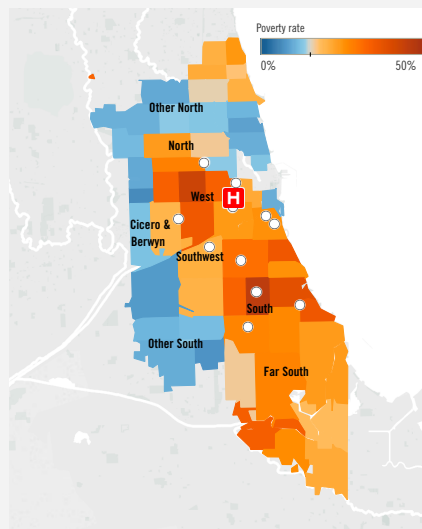 Poverty rate
0%
50%
Other North
North
West
H
Cicero &
Berwyn
Southwest
South
Other South
Far South